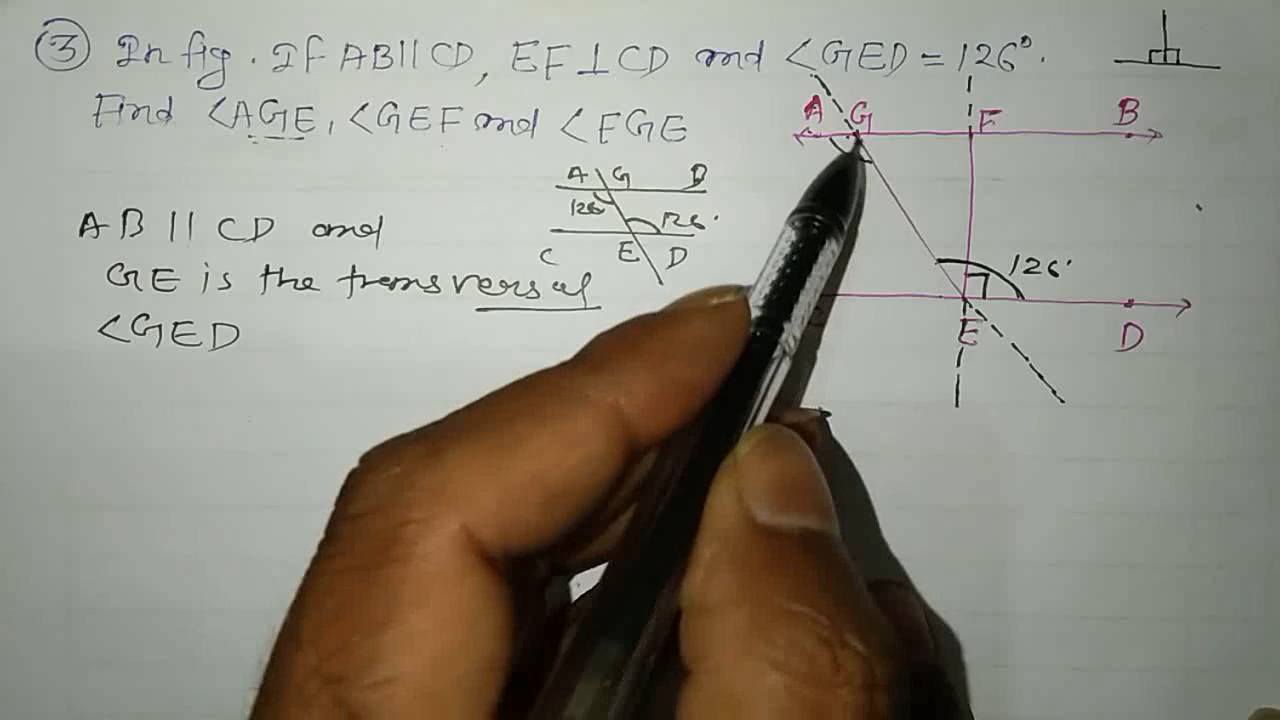 ③ In fig. If AB∥CD, EF⊥CD and <GED = 126°.
Find <AGE, <GEF and <FGE
A G F B
A G B
126
126°
C E D
AB ∥ CD and
GE is the transversal
<GED
126°
E D